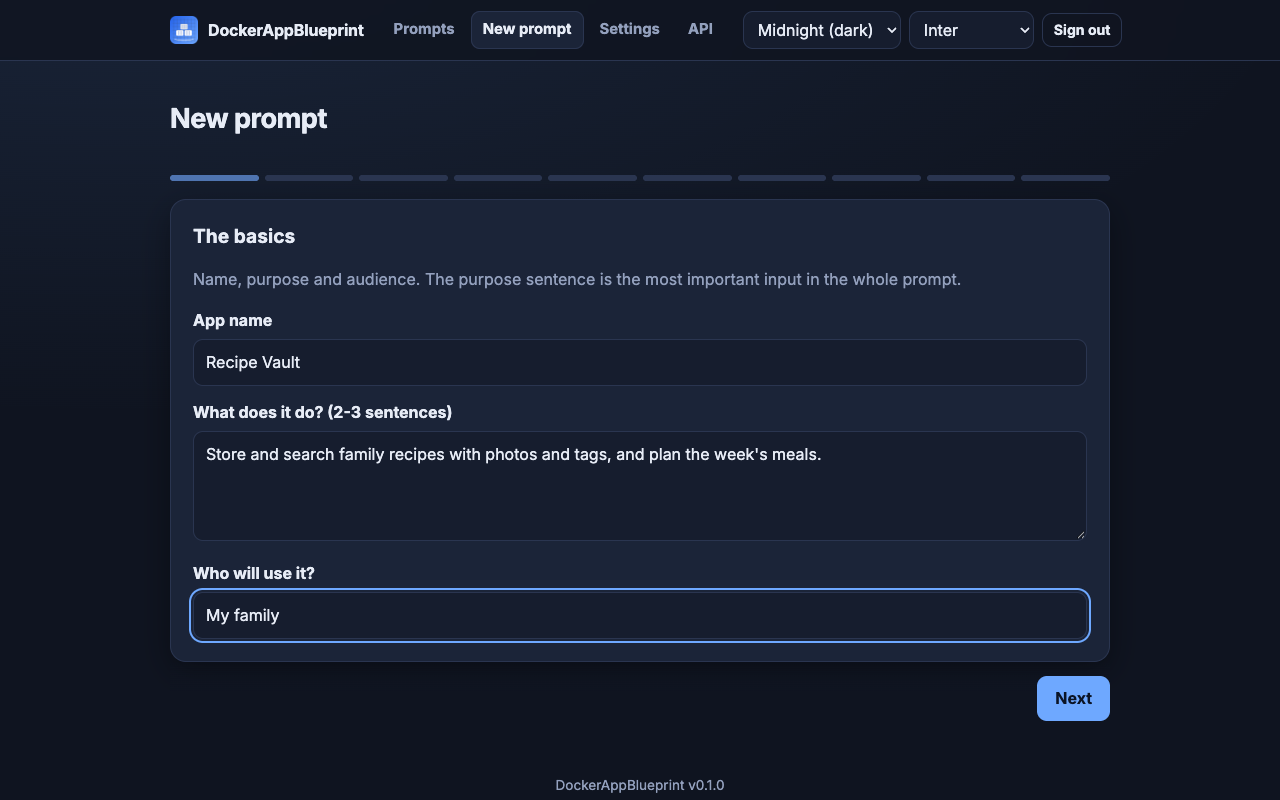 DockerAppBlueprint
Prompts
New prompt
Settings
API
Midnight (dark)
Inter
Sign out
New prompt
The basics
Name, purpose and audience. The purpose sentence is the most important input in the whole prompt.
App name
Recipe Vault
What does it do? (2-3 sentences)
Store and search family recipes with photos and tags, and plan the week's meals.
Who will use it?
My family
Next
DockerAppBlueprint v0.1.0